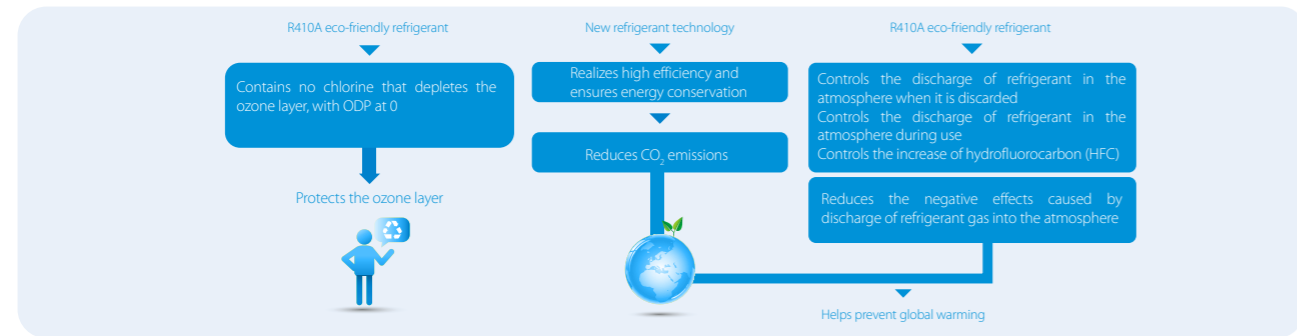 R410A eco-friendly refrigerant
Contains no chlorine that depletes the
ozone layer, with ODP at 0
Protects the ozone layer
New refrigerant technology
Realizes high efficiency and
ensures energy conservation
Reduces CO₂ emissions
R410A eco-friendly refrigerant
Controls the discharge of refrigerant in the
atmosphere when it is discarded
Controls the discharge of refrigerant in the
atmosphere during use
Controls the increase of hydrofluorocarbon (HFC)
Reduces the negative effects caused by
discharge of refrigerant gas into the atmosphere
Helps prevent global warming